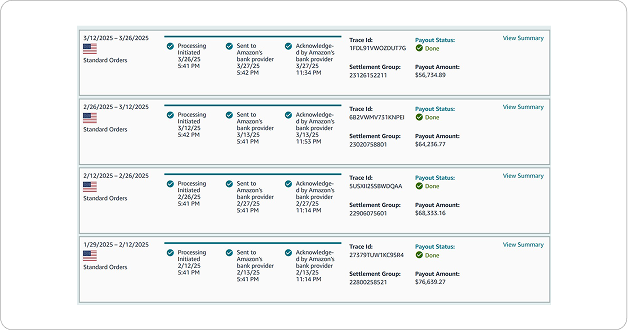 3/12/2025 – 3/26/2025
Standard Orders
Processing
Initiated
3/26/25
5:41 PM
Sent to
Amazon's
bank provider
3/27/25
5:42 PM
Acknowledge-
d by Amazon's
bank provider
3/27/25
11:34 PM
Trace Id:
1FDL91VWOZDUT7G
Settlement Group:
23126152211
Payout Status:
Done
Payout Amount:
$56,734.89
View Summary
2/26/2025 – 3/12/2025
Standard Orders
Processing
Initiated
3/12/25
5:42 PM
Sent to
Amazon's
bank provider
3/13/25
5:41 PM
Acknowledge-
d by Amazon's
bank provider
3/13/25
11:53 PM
Trace Id:
6B2VWMV731KNPEI
Settlement Group:
23020758801
Payout Status:
Done
Payout Amount:
$64,236.77
View Summary
2/12/2025 – 2/26/2025
Standard Orders
Processing
Initiated
2/26/25
5:41 PM
Sent to
Amazon's
bank provider
2/27/25
5:41 PM
Acknowledge-
d by Amazon's
bank provider
2/27/25
11:14 PM
Trace Id:
Settlement Group:
22906075601
Payout Status:
Done
Payout Amount:
$68,333.16
View Summary
1/29/2025 – 2/12/2025
Standard Orders
Processing
Initiated
2/12/25
5:41 PM
Sent to
Amazon's
bank provider
2/13/25
5:41 PM
Acknowledge-
d by Amazon's
bank provider
2/13/25
11:14 PM
Trace Id:
27379TUW1KC9SR4
Settlement Group:
22800258521
Payout Status:
Done
Payout Amount:
$76,639.27
View Summary